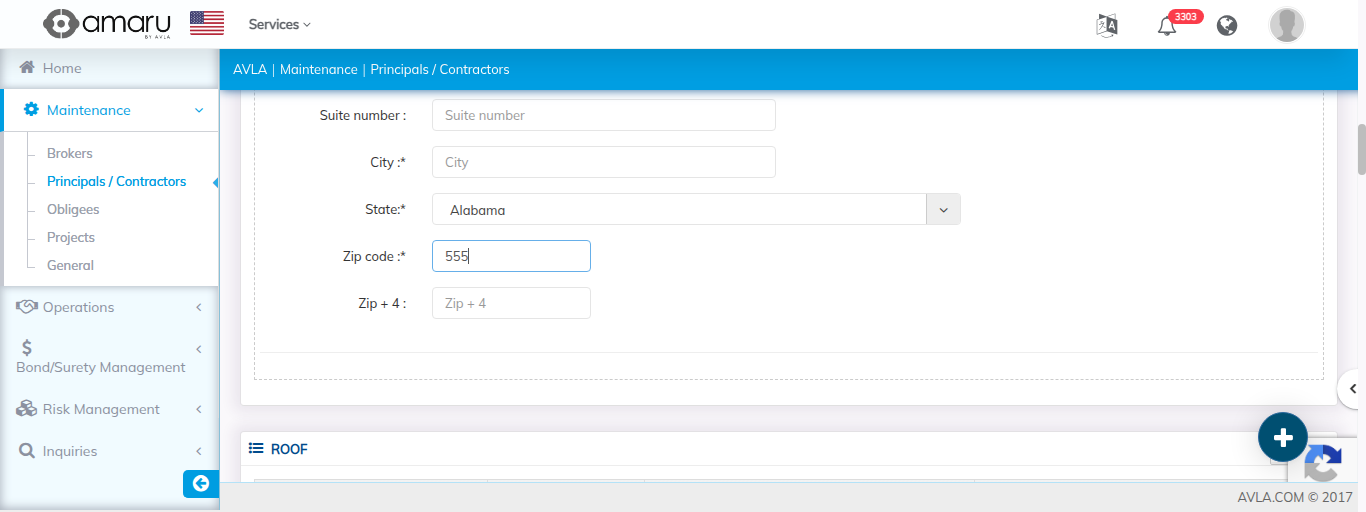 amaru
BY AVLA
Services
3303
Home
AVLA | Maintenance | Principals / Contractors
Maintenance
Brokers
Principals / Contractors
Obligees
Projects
General
Operations
Bond/Surety Management
Risk Management
Inquiries
Suite number :
Suite number
City :*
City
State:*
Alabama
Zip code :*
555
Zip + 4 :
Zip + 4
ROOF
AVLA.COM © 2017